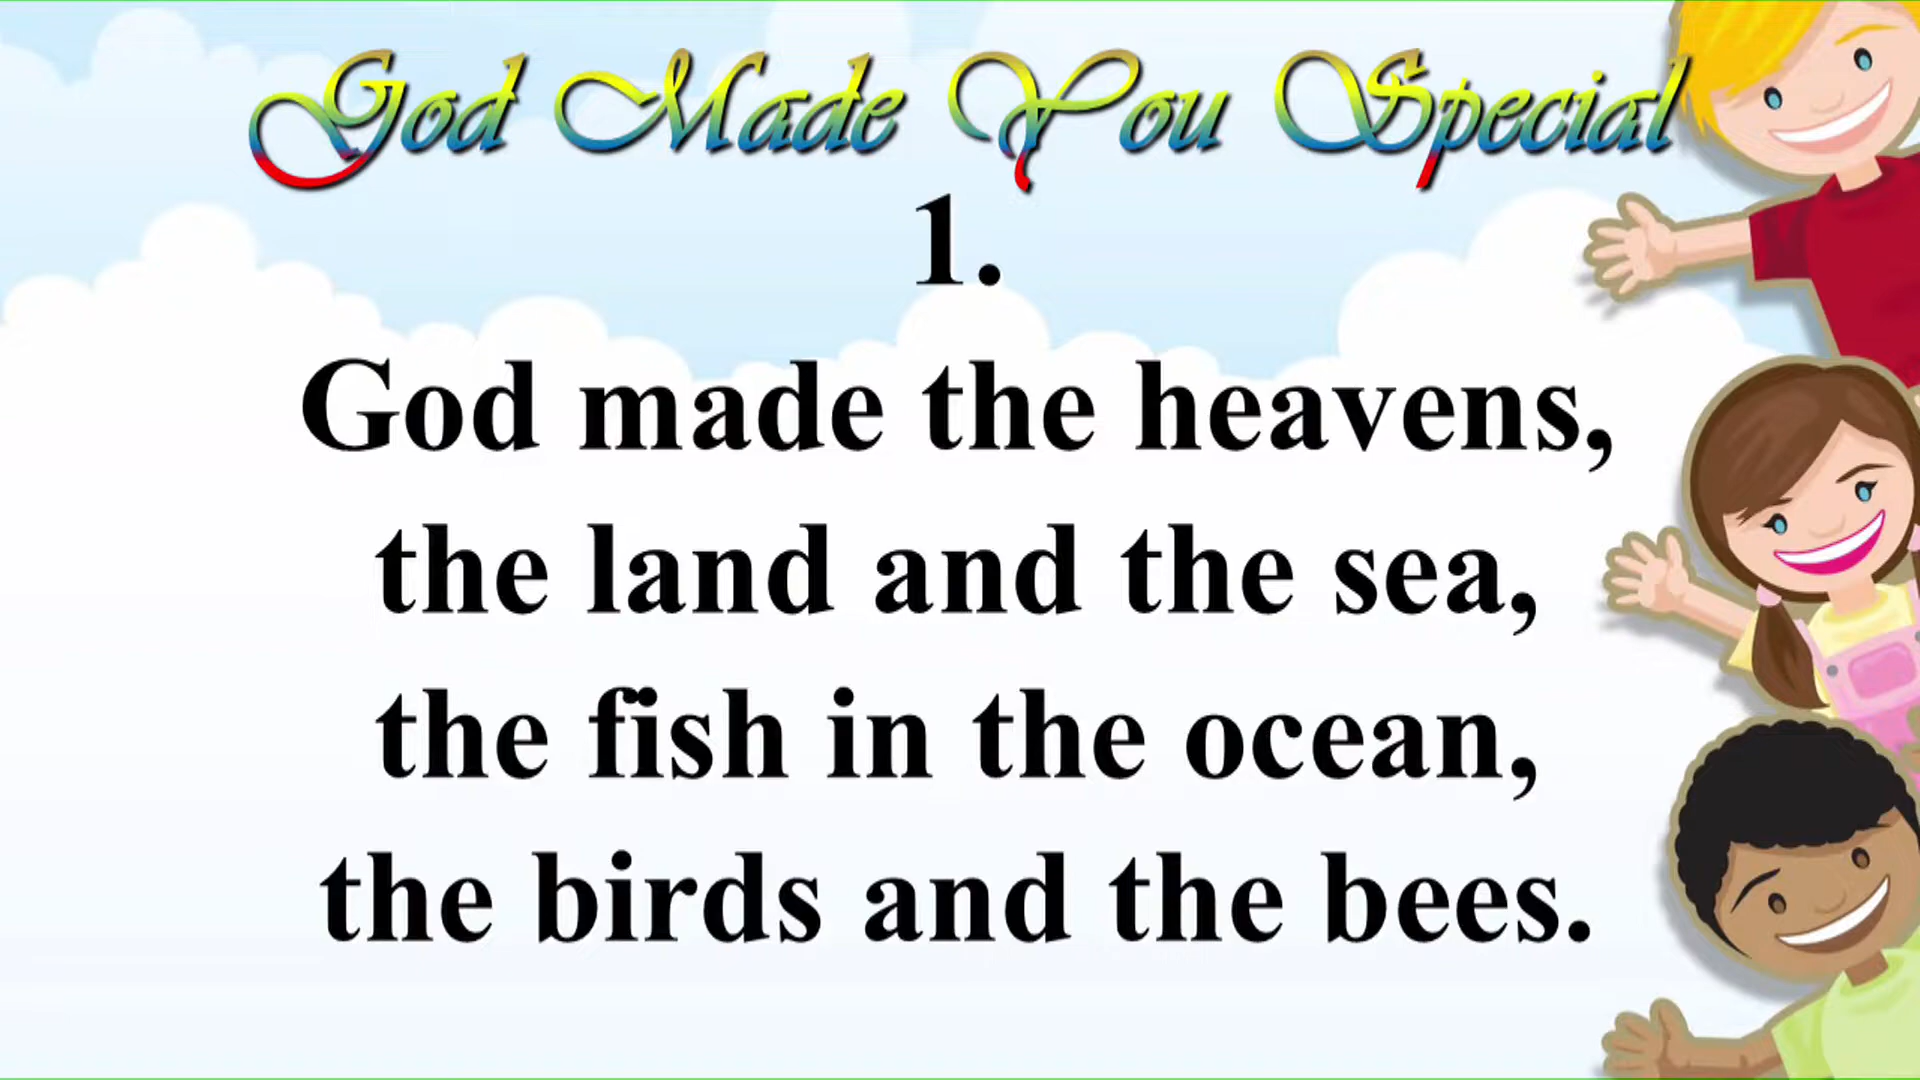 God Made You Special
1.
God made the heavens,
the land and the sea,
the fish in the ocean,
the birds and the bees.